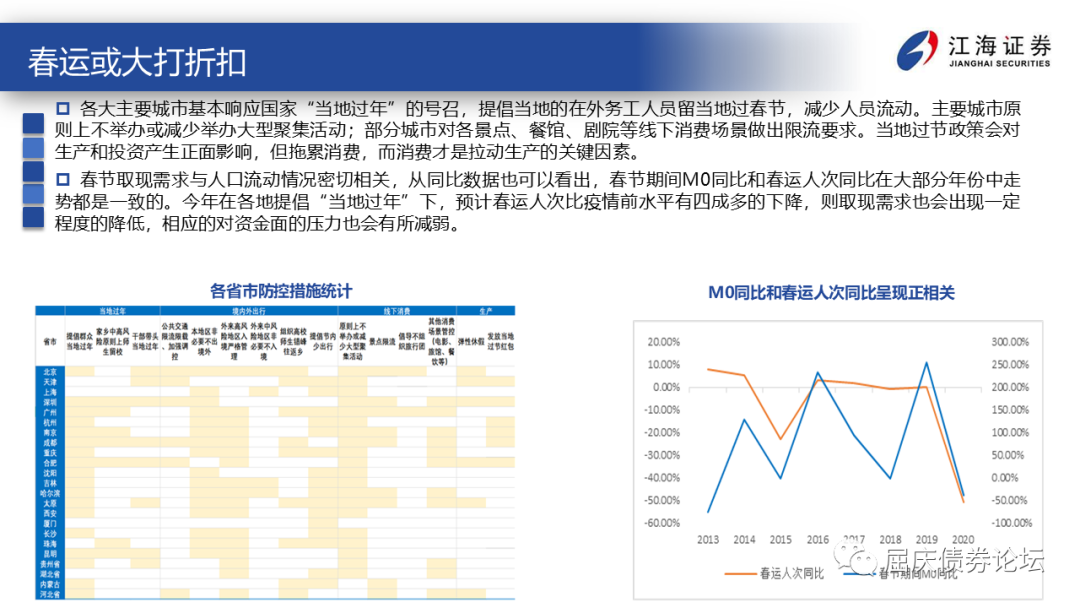 春运或大打折扣
江海证券
JIANGHAI SECURITIES
各大主要城市基本响应国家“当地过年”的号召，提倡当地的在外务工人员留当地过春节，减少人员流动。主要城市原
则上不举办或减少举办大型聚集活动；部分城市对各景点、餐馆、剧院等线下消费场景做出限流要求。当地过节政策会对
生产和投资产生正面影响，但拖累消费，而消费才是拉动生产的关键因素。
春节取现需求与人口流动情况密切相关，从同比数据也可以看出，春节期间M0同比和春运人次同比在大部分年份中走
势都是一致的。今年在各地提倡“当地过年”下，预计春运人次比疫情前水平有四成多的下降，则取现需求也会出现一定
程度的降低，相应的对资金面的压力也会有所减弱。
各省市防控措施统计
当地过年 境内外出行 线下消费 生产
省市
提倡群众当地过年
家乡中高风险原则上师生留校
干部带头当地过年
公共交通限流限载、加强调控
本地区非必要不出境外
外来高风险地区入境严格管理
外来中风险地区非必要不入境
组织高校师生错峰往返乡
提倡节内少出行
原则上不举办或减少大型聚集活动
景点限流
倡导不组织旅行团
其他消费场景管控（电影、旅馆、餐饮等）
弹性休假
发放当地过节红包
北京
天津
上海
深圳
广州
杭州
南京
成都
重庆
合肥
沈阳
吉林
哈尔滨
太原
西安
厦门
长沙
珠海
昆明
贵州省
湖北省
内蒙古
河北省
M0同比和春运人次同比呈现正相关
20.00% 300.00%
10.00% 250.00%
0.00% 200.00%
-10.00% 150.00%
-20.00% 100.00%
-30.00% 50.00%
-40.00% 0.00%
-50.00% -50.00%
-60.00% -100.00%
2013 2014 2015 2016 2017 2018 2019 2020
春运人次同比 春节期间M0同比
屈庆债券论坛